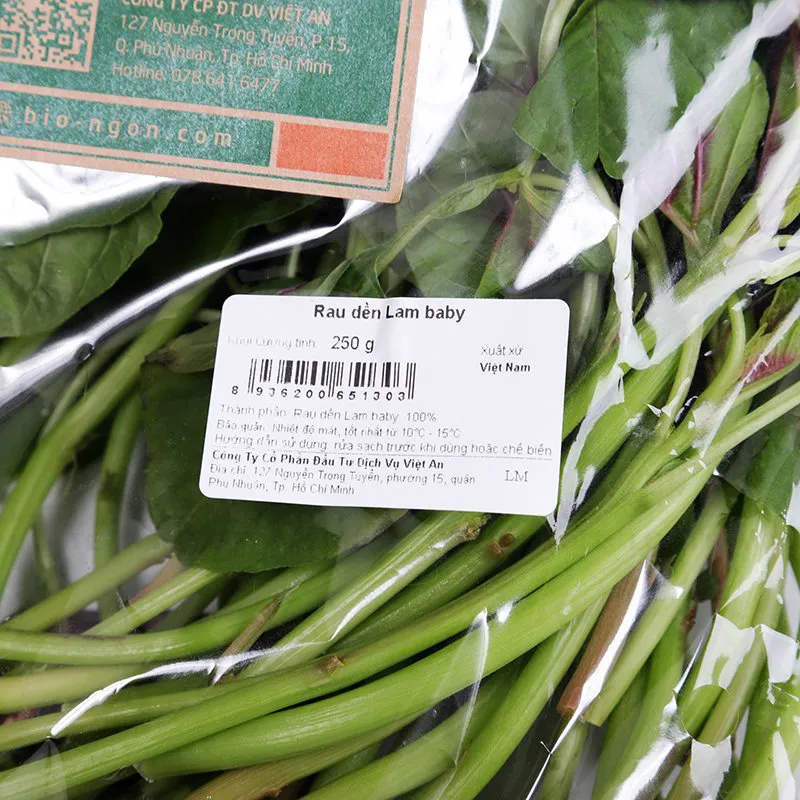 CÔNG TY CP ĐT DV VIỆT AN
127 Nguyễn Trọng Tuyển, P 15,
Q. Phú Nhuận, Tp. Hồ Chí Minh
Hotline: 078 641 6477
bio-ngon.com
Rau dền Lam baby
Khối Lượng tịnh: 250 g
Xuất xứ
Việt Nam
8 936200 651303
Thành phần: Rau dền Lam baby 100%
Bảo quản: Nhiệt độ mát, tốt nhất từ 10°C - 15°C
Hướng dẫn sử dụng: rửa sạch trước khi dùng hoặc chế biến
Công Ty Cổ Phần Đầu Tư Dịch Vụ Việt An
Địa chỉ: 127 Nguyễn Trọng Tuyển, phường 15, quận
Phú Nhuận, Tp. Hồ Chí Minh
LM